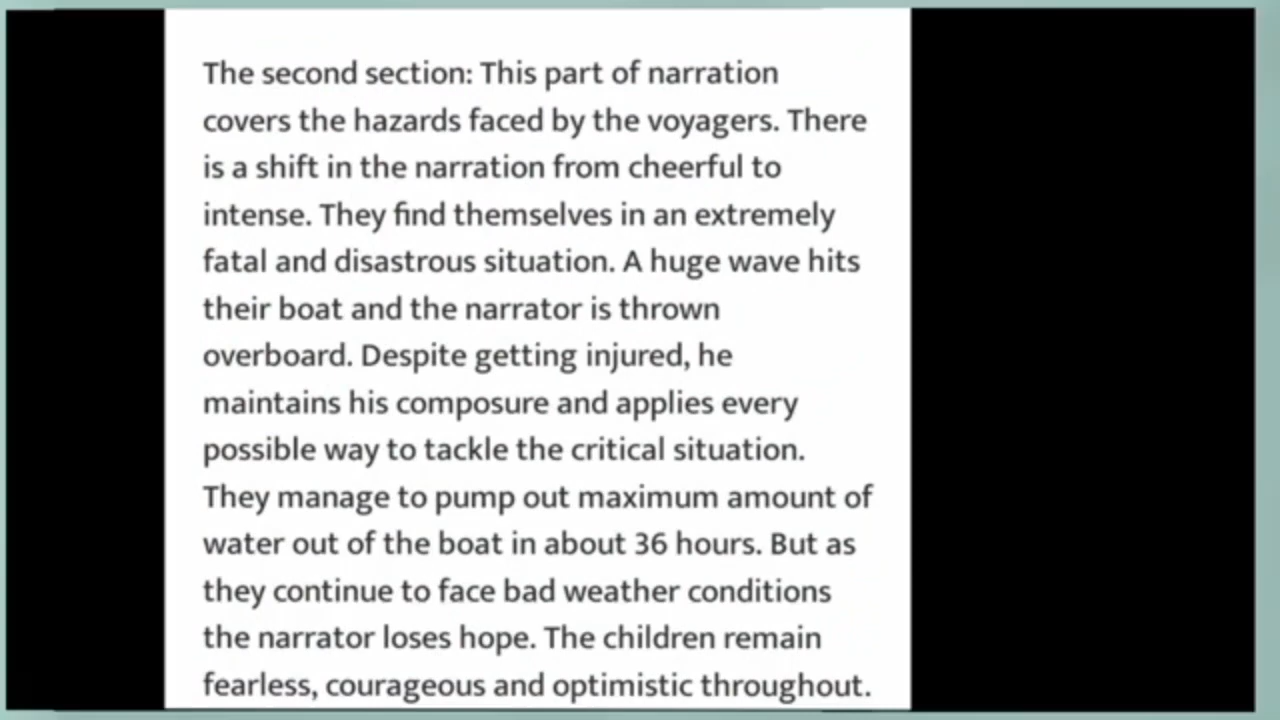 The second section: This part of narration
covers the hazards faced by the voyagers. There
is a shift in the narration from cheerful to
intense. They find themselves in an extremely
fatal and disastrous situation. A huge wave hits
their boat and the narrator is thrown
overboard. Despite getting injured, he
maintains his composure and applies every
possible way to tackle the critical situation.
They manage to pump out maximum amount of
water out of the boat in about 36 hours. But as
they continue to face bad weather conditions
the narrator loses hope. The children remain
fearless, courageous and optimistic throughout.